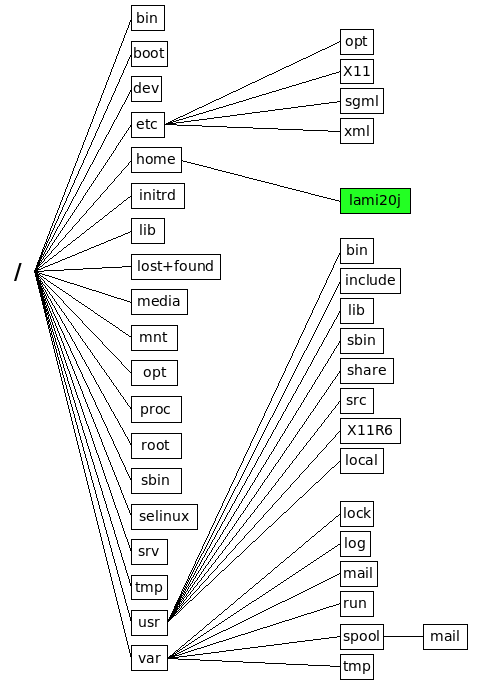 /
bin
boot
dev
etc
home
initrd
lib
lost+found
media
mnt
opt
proc
root
sbin
selinux
srv
tmp
usr
var
opt
X11
sgml
xml
lami20j
bin
include
lib
sbin
share
src
X11R6
local
lock
log
mail
run
spool
mail
tmp